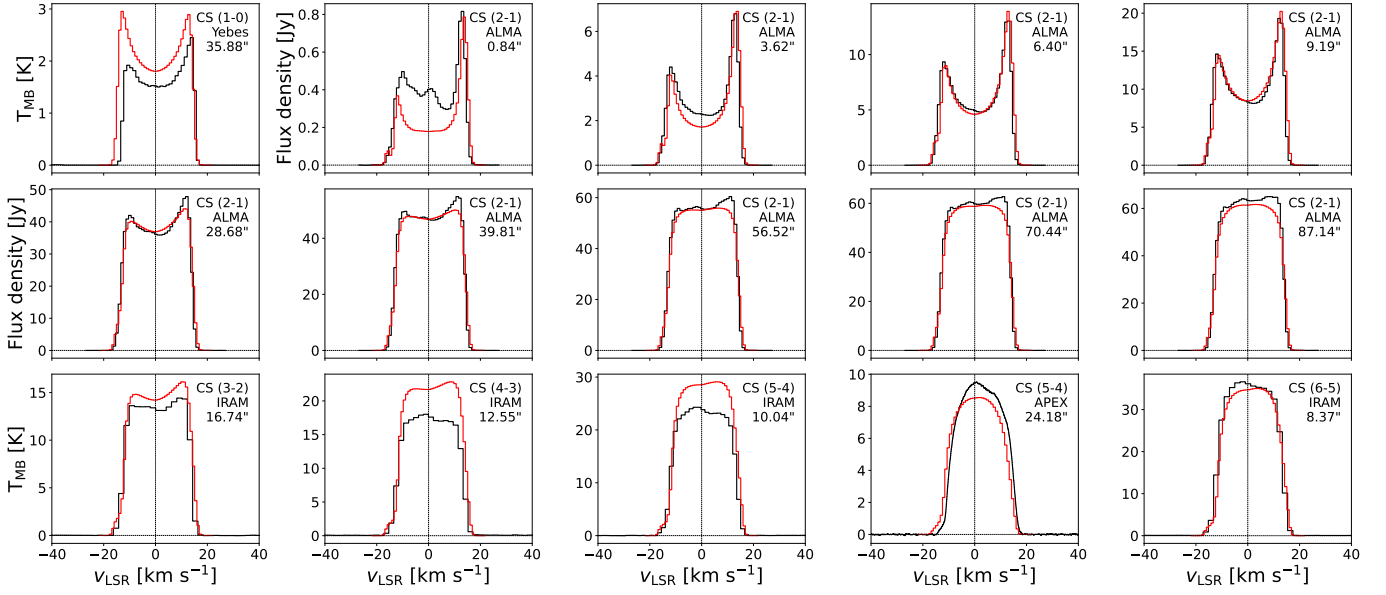 CS (1-0)
Yebes
35.88"
CS (2-1)
ALMA
0.84"
CS (2-1)
ALMA
3.62"
CS (2-1)
ALMA
6.40"
CS (2-1)
ALMA
9.19"
T_MB [K]
3
2
1
0
Flux density [Jy]
0.8
0.6
0.4
0.2
0.0
6
4
2
0
10
5
0
20
15
10
5
0
CS (2-1)
ALMA
28.68"
CS (2-1)
ALMA
39.81"
CS (2-1)
ALMA
56.52"
CS (2-1)
ALMA
70.44"
CS (2-1)
ALMA
87.14"
Flux density [Jy]
50
40
30
20
10
0
40
20
0
60
40
20
0
60
40
20
0
60
40
20
0
CS (3-2)
IRAM
16.74"
CS (4-3)
IRAM
12.55"
CS (5-4)
IRAM
10.04"
CS (5-4)
APEX
24.18"
CS (6-5)
IRAM
8.37"
T_MB [K]
15
10
5
0
20
15
10
5
0
30
20
10
0
10
8
6
4
2
0
30
20
10
0
−40 −20 0 20 40
−40 −20 0 20 40
−40 −20 0 20 40
−40 −20 0 20 40
−40 −20 0 20 40
v_LSR [km s⁻¹]
v_LSR [km s⁻¹]
v_LSR [km s⁻¹]
v_LSR [km s⁻¹]
v_LSR [km s⁻¹]